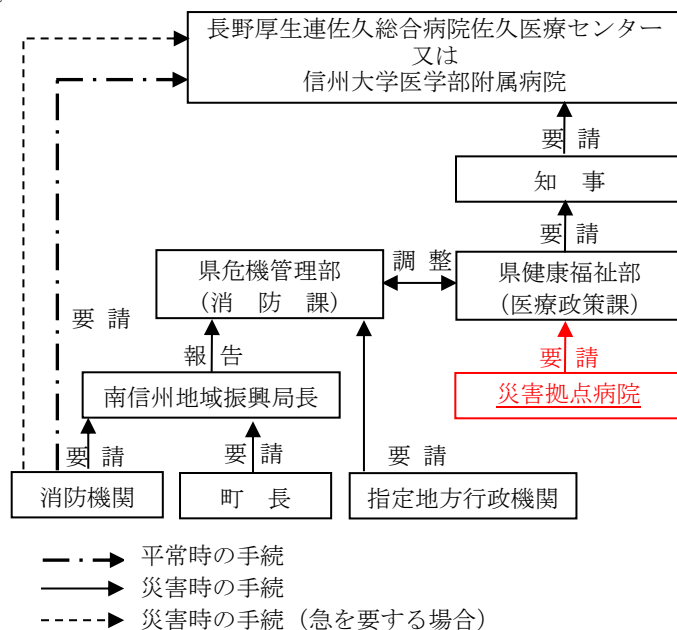 長野厚生連佐久総合病院佐久医療センター
又は
信州大学医学部附属病院
要 請
知 事
要 請
県危機管理部
（消 防 課）
調 整
県健康福祉部
（医療政策課）
要 請
報 告
要 請
南信州地域振興局長
災害拠点病院
要 請
要 請
要 請
消防機関
町 長
指定地方行政機関
平常時の手続
災害時の手続
災害時の手続（急を要する場合）